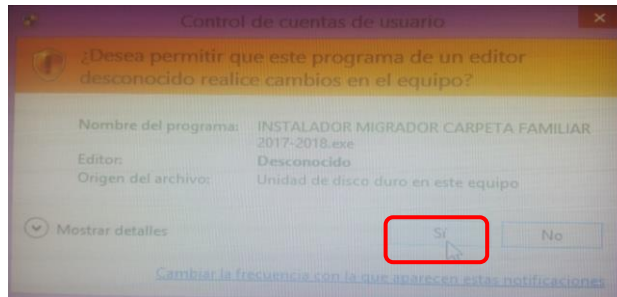 Control de cuentas de usuario
¿Desea permitir que este programa de un editor
desconocido realice cambios en el equipo?
Nombre del programa: INSTALADOR MIGRADOR CARPETA FAMILIAR
2017-2018.exe
Editor: Desconocido
Origen del archivo: Unidad de disco duro en este equipo
Mostrar detalles
Sí
No
Cambiar la frecuencia con la que aparecen estas notificaciones